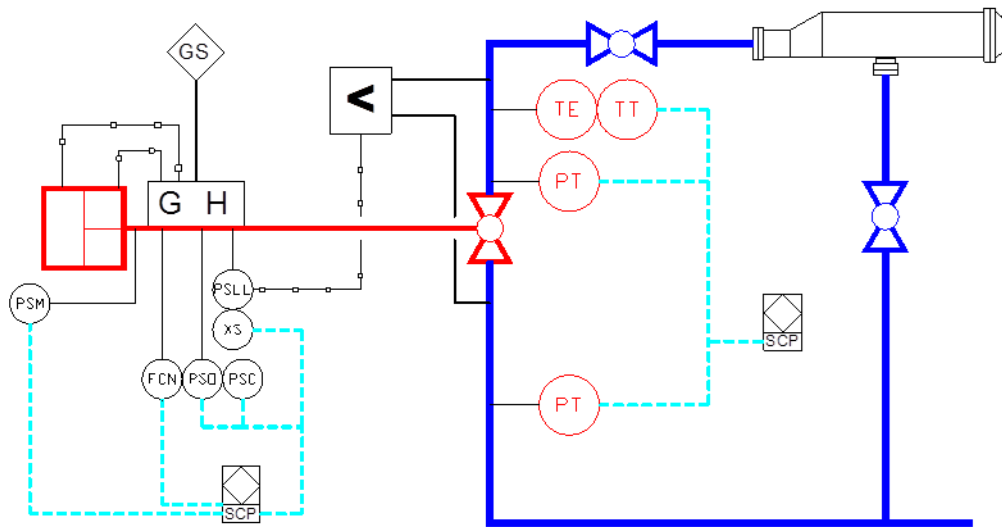 GS
<
TE TT
PT
G H
PSM
PSLL
XS
SCP
FCN PSO PSC
PT
SCP